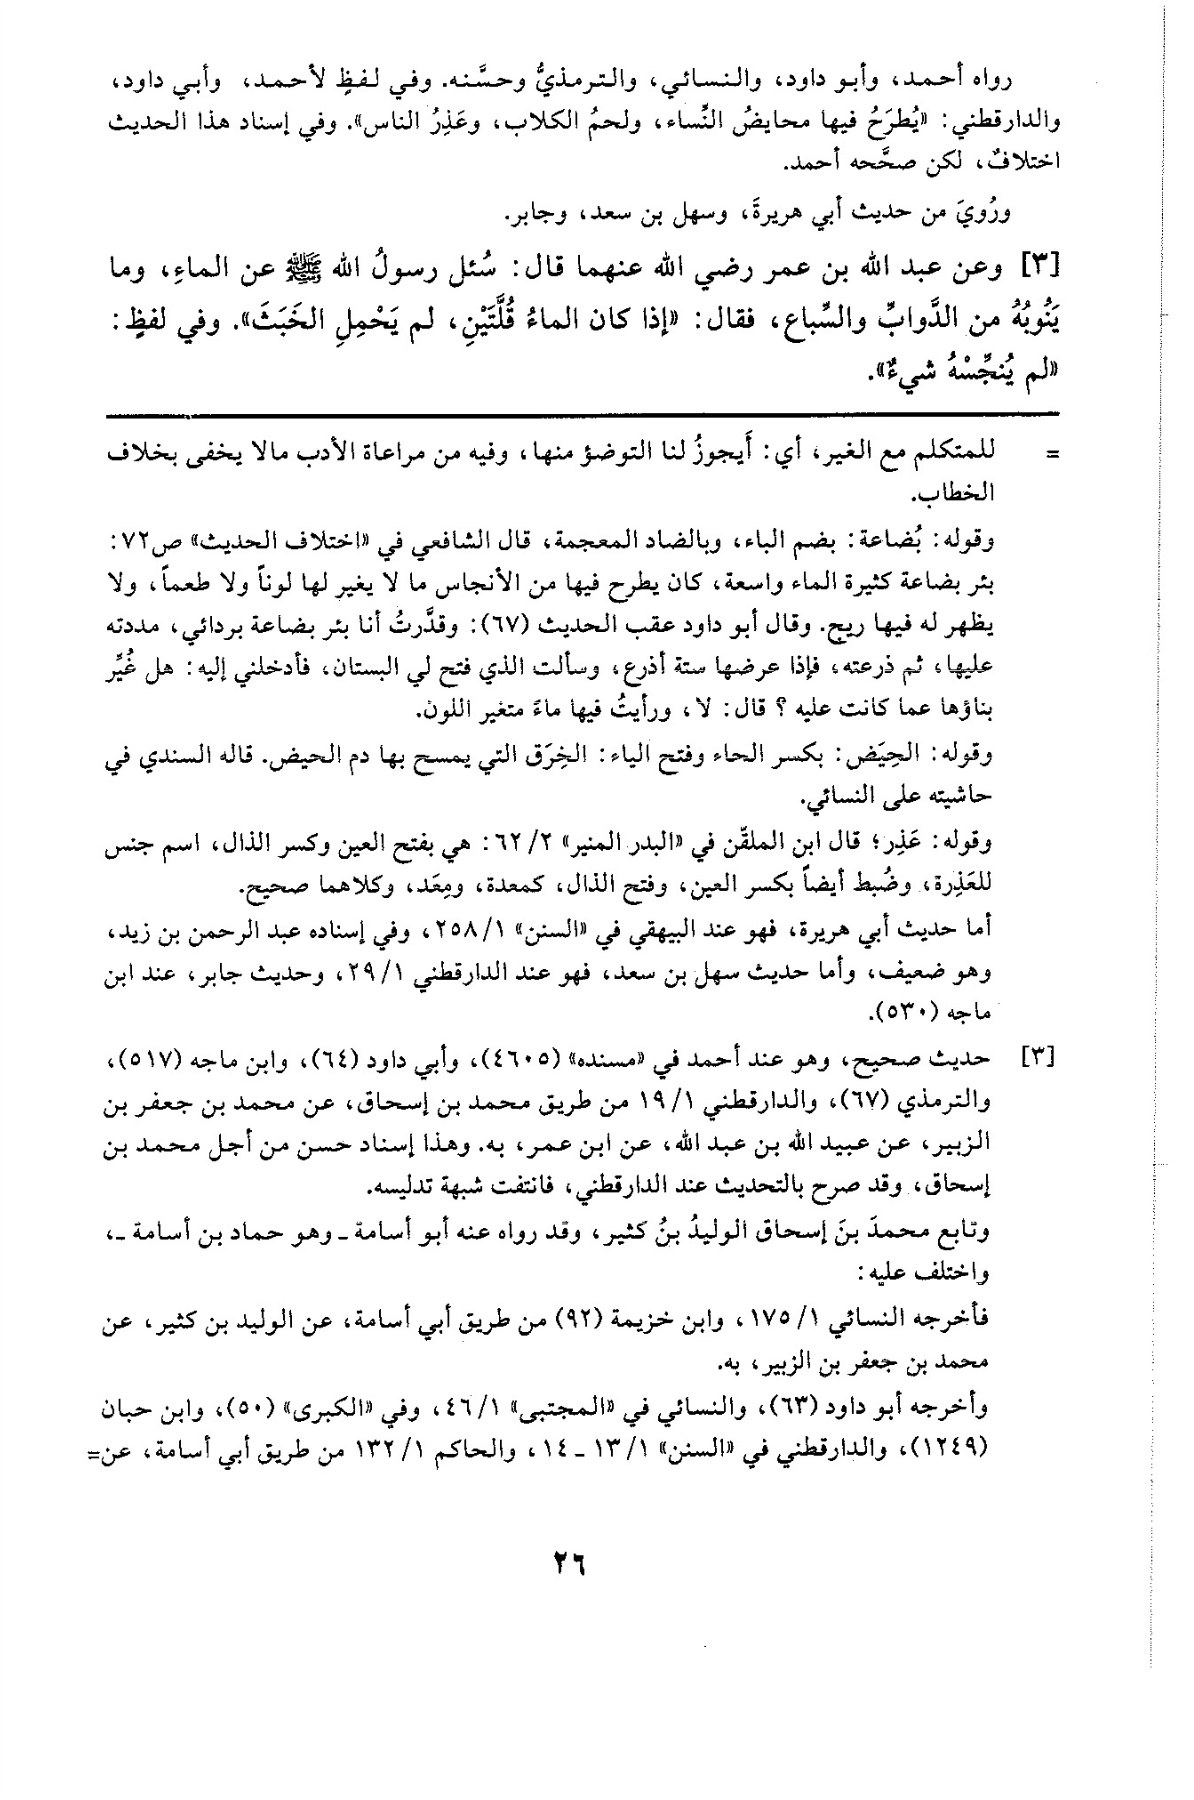 رواه أحمد، وأبو داود، والنسائي، والترمذيُّ وحسَّنه. وفي لفظٍ لأحمد، وأبي داود،
والدارقطني: «يُطرَحُ فيها محايضُ النِّساء، ولحمُ الكلاب، وعَذِرُ الناس». وفي إسناد هذا الحديث
اختلافٌ، لكن صحَّحه أحمد.
ورُويَ من حديث أبي هريرةَ، وسهل بن سعد، وجابر.
[٣] وعن عبد الله بن عمر رضي الله عنهما قال: سُئل رسولُ الله ﷺ عن الماءِ، وما
يَنُوبُهُ من الدَّوابِّ والسِّباع، فقال: «إذا كان الماءُ قُلَّتَيْنِ، لم يَحْمِلِ الخَبَثَ». وفي لفظٍ:
«لم يُنجِّسْهُ شيءٌ».
= للمتكلم مع الغير، أي: أَيجوزُ لنا التوضؤ منها، وفيه من مراعاة الأدب مالا يخفى بخلاف
الخطاب.
وقوله: بُضاعة: بضم الباء، وبالضاد المعجمة، قال الشافعي في «اختلاف الحديث» ص٧٢:
بئر بضاعة كثيرة الماء واسعة، كان يطرح فيها من الأنجاس ما لا يغير لها لوناً ولا طعماً، ولا
يظهر له فيها ريح. وقال أبو داود عقب الحديث (٦٧): وقدَّرتُ أنا بئر بضاعة بردائي، مددته
عليها، ثم ذرعته، فإذا عرضها ستة أذرع، وسألت الذي فتح لي البستان، فأدخلني إليه: هل غُيِّر
بناؤها عما كانت عليه ؟ قال: لا، ورأيتُ فيها ماءً متغير اللون.
وقوله: الحِيَض: بكسر الحاء وفتح الياء: الخِرَق التي يمسح بها دم الحيض. قاله السندي في
حاشيته على النسائي.
وقوله: عَذِر؛ قال ابن الملقّن في «البدر المنير» ٢/ ٦٢: هي بفتح العين وكسر الذال، اسم جنس
للعَذِرة، وضُبط أيضاً بكسر العين، وفتح الذال، كمعدة، ومِعَد، وكلاهما صحيح.
أما حديث أبي هريرة، فهو عند البيهقي في «السنن» ١/ ٢٥٨، وفي إسناده عبد الرحمن بن زيد،
وهو ضعيف، وأما حديث سهل بن سعد، فهو عند الدارقطني ١/ ٢٩، وحديث جابر، عند ابن
ماجه (٥٣٠).
[٣] حديث صحيح، وهو عند أحمد في «مسنده» (٤٦٠٥)، وأبي داود (٦٤)، وابن ماجه (٥١٧)،
والترمذي (٦٧)، والدارقطني ١/ ١٩ من طريق محمد بن إسحاق، عن محمد بن جعفر بن
الزبير، عن عبيد الله بن عبد الله، عن ابن عمر، به. وهذا إسناد حسن من أجل محمد بن
إسحاق، وقد صرح بالتحديث عند الدارقطني، فانتفت شبهة تدليسه.
وتابع محمدَ بنَ إسحاق الوليدُ بنُ كثير، وقد رواه عنه أبو أسامة ـ وهو حماد بن أسامة ـ،
واختلف عليه:
فأخرجه النسائي ١/ ١٧٥، وابن خزيمة (٩٢) من طريق أبي أسامة، عن الوليد بن كثير، عن
محمد بن جعفر بن الزبير، به.
وأخرجه أبو داود (٦٣)، والنسائي في «المجتبى» ١/ ٤٦، وفي «الكبرى» (٥٠)، وابن حبان
(١٢٤٩)، والدارقطني في «السنن» ١/ ١٣ ـ ١٤، والحاكم ١/ ١٣٢ من طريق أبي أسامة، عن=
٢٦